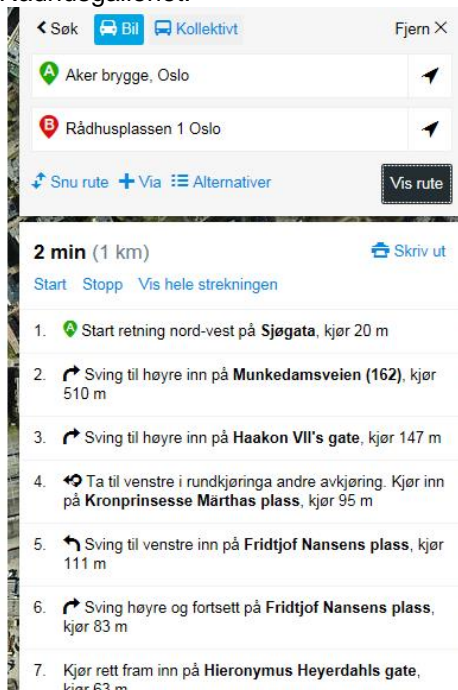 Rådhusgalleriet.
Søk Bil Kollektivt Fjern
A Aker brygge, Oslo
B Rådhusplassen 1 Oslo
Snu rute Via Alternativer Vis rute
2 min (1 km) Skriv ut
Start Stopp Vis hele strekningen
1. A Start retning nord-vest på Sjøgata, kjør 20 m
2. Sving til høyre inn på Munkedamsveien (162), kjør
510 m
3. Sving til høyre inn på Haakon VII's gate, kjør 147 m
4. Ta til venstre i rundkjøringa andre avkjøring. Kjør inn
på Kronprinsesse Märthas plass, kjør 95 m
5. Sving til venstre inn på Fridtjof Nansens plass, kjør
111 m
6. Sving høyre og fortsett på Fridtjof Nansens plass,
kjør 83 m
7. Kjør rett fram inn på Hieronymus Heyerdahls gate,
kjør 63 m